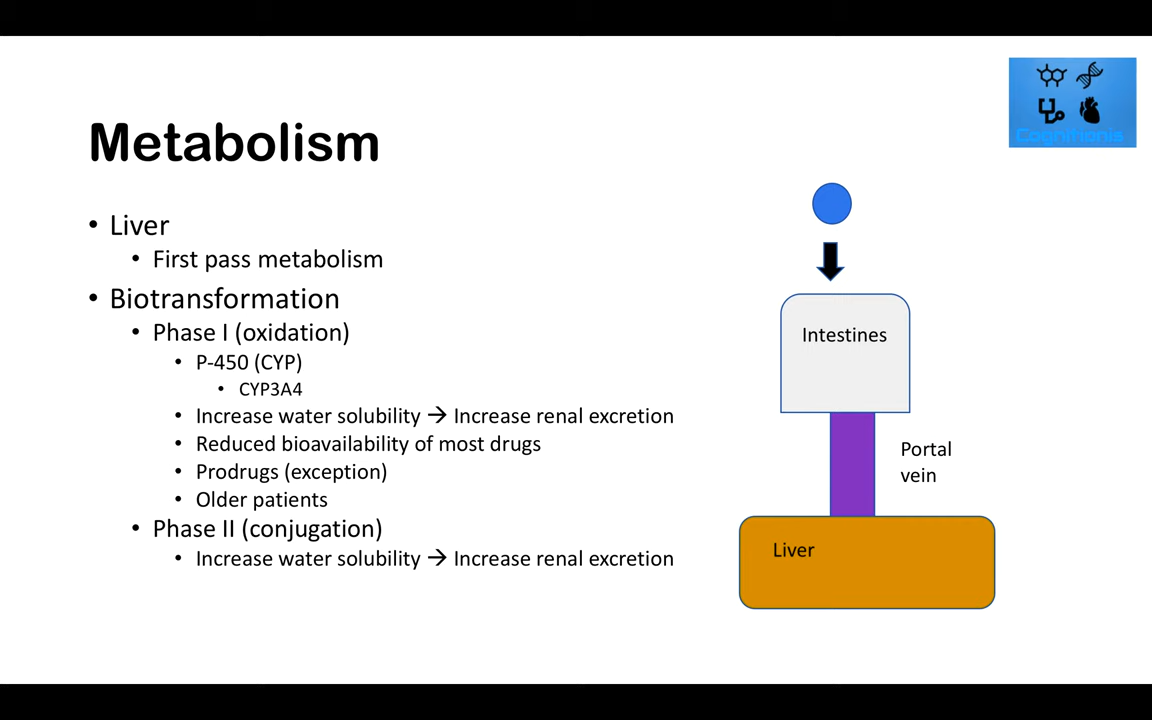 Cognitionis
Metabolism
• Liver
• First pass metabolism
• Biotransformation
• Phase I (oxidation)
• P-450 (CYP)
• CYP3A4
• Increase water solubility → Increase renal excretion
• Reduced bioavailability of most drugs
• Prodrugs (exception)
• Older patients
• Phase II (conjugation)
• Increase water solubility → Increase renal excretion
Intestines
Portal
vein
Liver